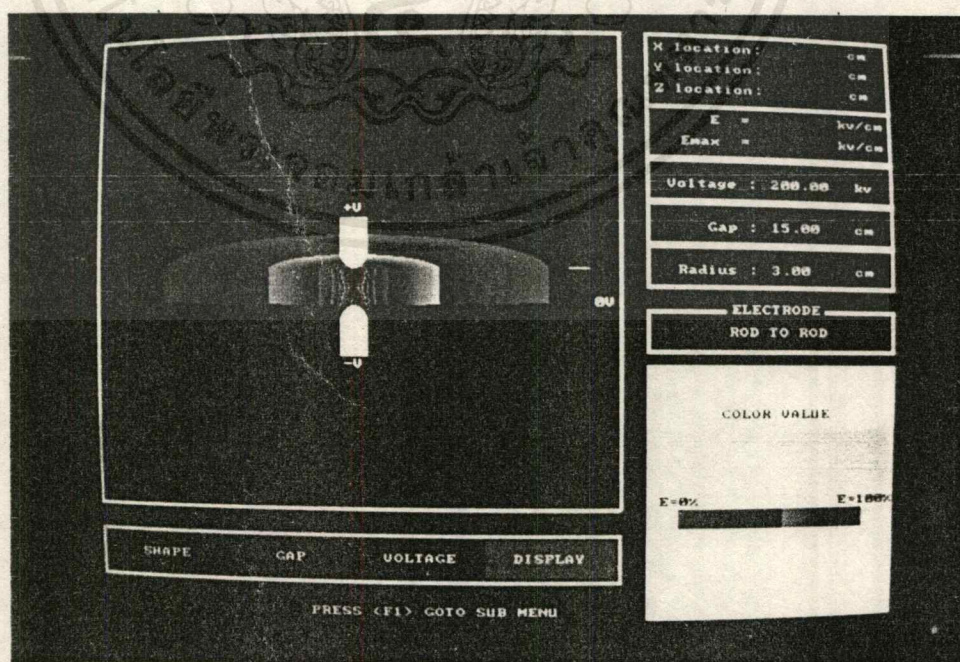 X location: cm
Y location: cm
Z location: cm
E = kv/cm
Emax = kv/cm
Voltage : 200.00 kv
Gap : 15.00 cm
Radius : 3.00 cm
ELECTRODE
ROD TO ROD
+V
0V
-V
COLOR VALUE
E=0% E=100%
SHAPE GAP VOLTAGE DISPLAY
PRESS <F1> GOTO SUB MENU